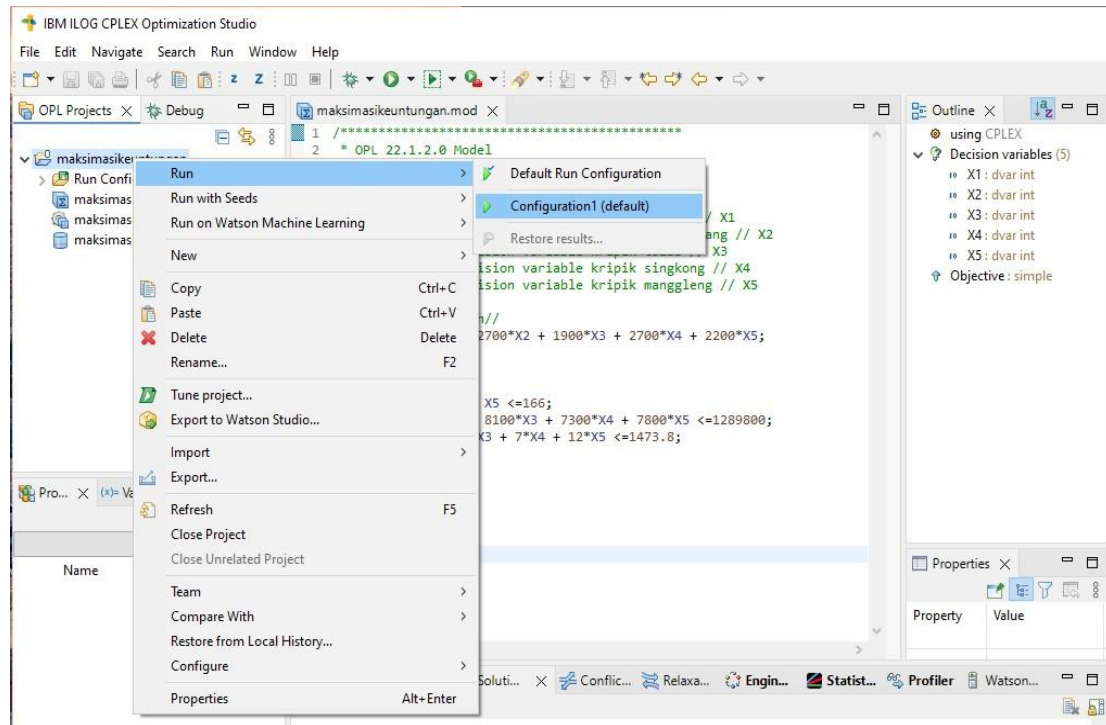 IBM ILOG CPLEX Optimization Studio
File Edit Navigate Search Run Window Help
OPL Projects Debug
maksimasikeuntungan.mod
Outline
1 /*********************************************
2 * OPL 22.1.2.0 Model
using CPLEX
Decision variables (5)
X1 : dvar int
X2 : dvar int
X3 : dvar int
X4 : dvar int
X5 : dvar int
Objective : simple
maksimasikeuntungan
Run Confi
maksimas
maksimas
maksimas
Run
Run with Seeds
Run on Watson Machine Learning
New
Copy Ctrl+C
Paste Ctrl+V
Delete Delete
Rename... F2
Tune project...
Export to Watson Studio...
Import
Export...
Refresh F5
Close Project
Close Unrelated Project
Team
Compare With
Restore from Local History...
Configure
Properties Alt+Enter
Default Run Configuration
Configuration1 (default)
Restore results...
/ X1
ang // X2
X3
ision variable kripik singkong // X4
cision variable kripik manggleng // X5
n//
2700*X2 + 1900*X3 + 2700*X4 + 2200*X5;
X5 <=166;
8100*X3 + 7300*X4 + 7800*X5 <=1289800;
X3 + 7*X4 + 12*X5 <=1473.8;
Pro... (x)= Va
Name
Properties
Property Value
Soluti... Conflic... Relaxa... Engin... Statist... Profiler Watson...